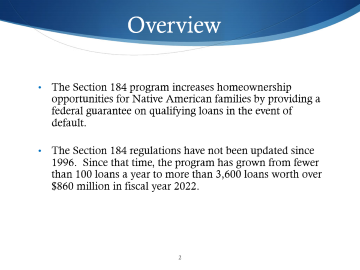 Overview
• The Section 184 program increases homeownership
opportunities for Native American families by providing a
federal guarantee on qualifying loans in the event of
default.
• The Section 184 regulations have not been updated since
1996.  Since that time, the program has grown from fewer
than 100 loans a year to more than 3,600 loans worth over
$860 million in fiscal year 2022.
2